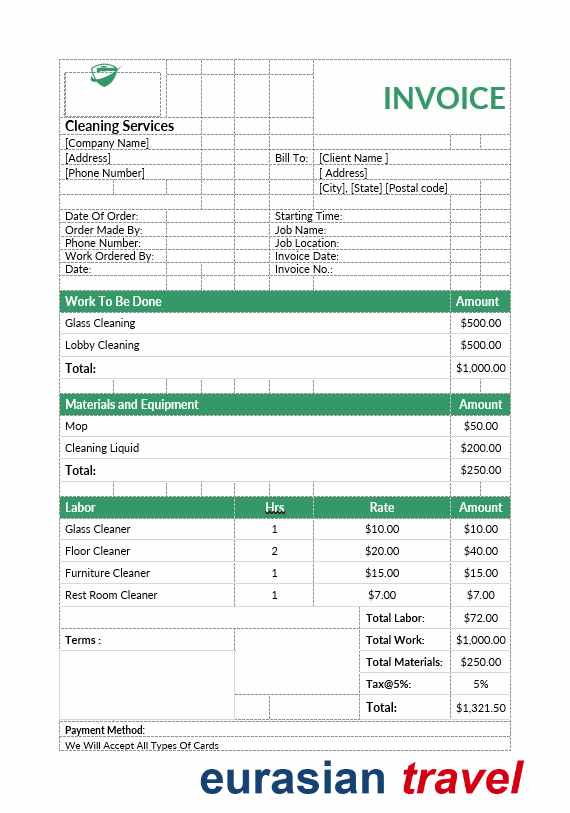 INVOICE
Cleaning Services
[Company Name]
[Address] Bill To: [Client Name ]
[Phone Number] [ Address]
[City], [State] [Postal code]
Date Of Order: Starting Time:
Order Made By: Job Name:
Phone Number: Job Location:
Work Ordered By: Invoice Date:
Date: Invoice No.:
Work To Be Done Amount
Glass Cleaning $500.00
Lobby Cleaning $500.00
Total: $1,000.00
Materials and Equipment Amount
Mop $50.00
Cleaning Liquid $200.00
Total: $250.00
Labor Hrs Rate Amount
Glass Cleaner 1 $10.00 $10.00
Floor Cleaner 2 $20.00 $40.00
Furniture Cleaner 1 $15.00 $15.00
Rest Room Cleaner 1 $7.00 $7.00
Total Labor: $72.00
Terms : Total Work: $1,000.00
Total Materials: $250.00
Tax@5%: 5%
Total: $1,321.50
Payment Method:
We Will Accept All Types Of Cards
eurasian travel